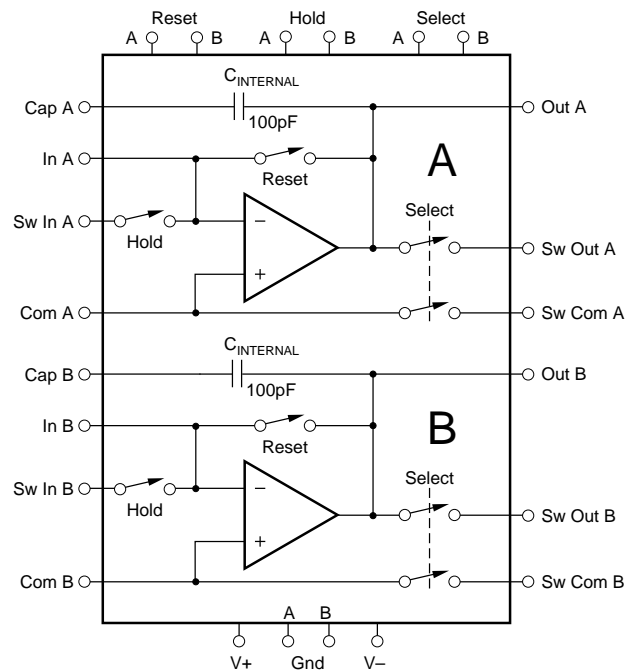 Reset Hold Select
A B A B A B
Cap A CINTERNAL Out A
100pF
In A A
Reset
Sw In A − Select
Hold Sw Out A
+
Com A Sw Com A
CINTERNAL
Cap B Out B
100pF
In B B
Reset
Sw In B − Select
Hold Sw Out B
+
Com B Sw Com B
A B
V+ Gnd V–